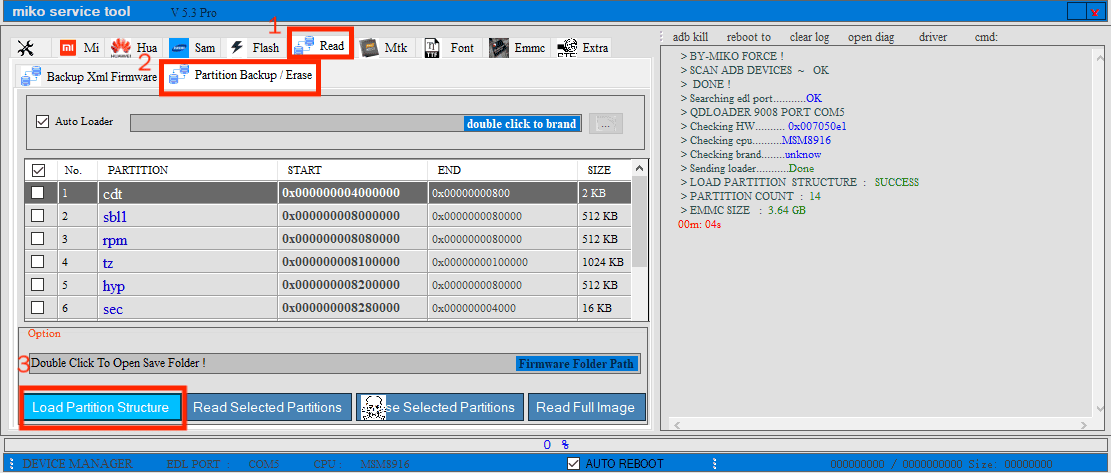 miko service tool V 5.3 Pro v
1
Mi Hua Sam Flash Read Mtk Font Emmc Extra
2
Backup Xml Firmware Partition Backup / Erase
Auto Loader double click to brand ...
No. PARTITION START END SIZE
1 cdt 0x000000004000000 0x00000000800 2 KB
2 sbl1 0x000000008000000 0x00000080000 512 KB
3 rpm 0x000000008080000 0x00000080000 512 KB
4 tz 0x000000008100000 0x00000100000 1024 KB
5 hyp 0x000000008200000 0x00000080000 512 KB
6 sec 0x000000008280000 0x00000004000 16 KB
Option
3
Double Click To Open Save Folder ! Firmware Folder Path
Load Partition Structure Read Selected Partitions se Selected Partitions Read Full Image
adb kill reboot to clear log open diag driver cmd:
> BY-MIKO FORCE !
> SCAN ADB DEVICES ~ OK
> DONE !
> Searching edl port...........OK
> QDLOADER 9008 PORT COM5
> Checking HW.......... 0x007050e1
> Checking cpu..........MSM8916
> Checking brand........unknow
> Sending loader...........Done
> LOAD PARTITION STRUCTURE : SUCCESS
> PARTITION COUNT : 14
> EMMC SIZE : 3.64 GB
00m: 04s
0 %
DEVICE MANAGER EDL PORT : COM5 CPU : MSM8916 AUTO REBOOT 000000000 / 0000000000 Size: 00000000